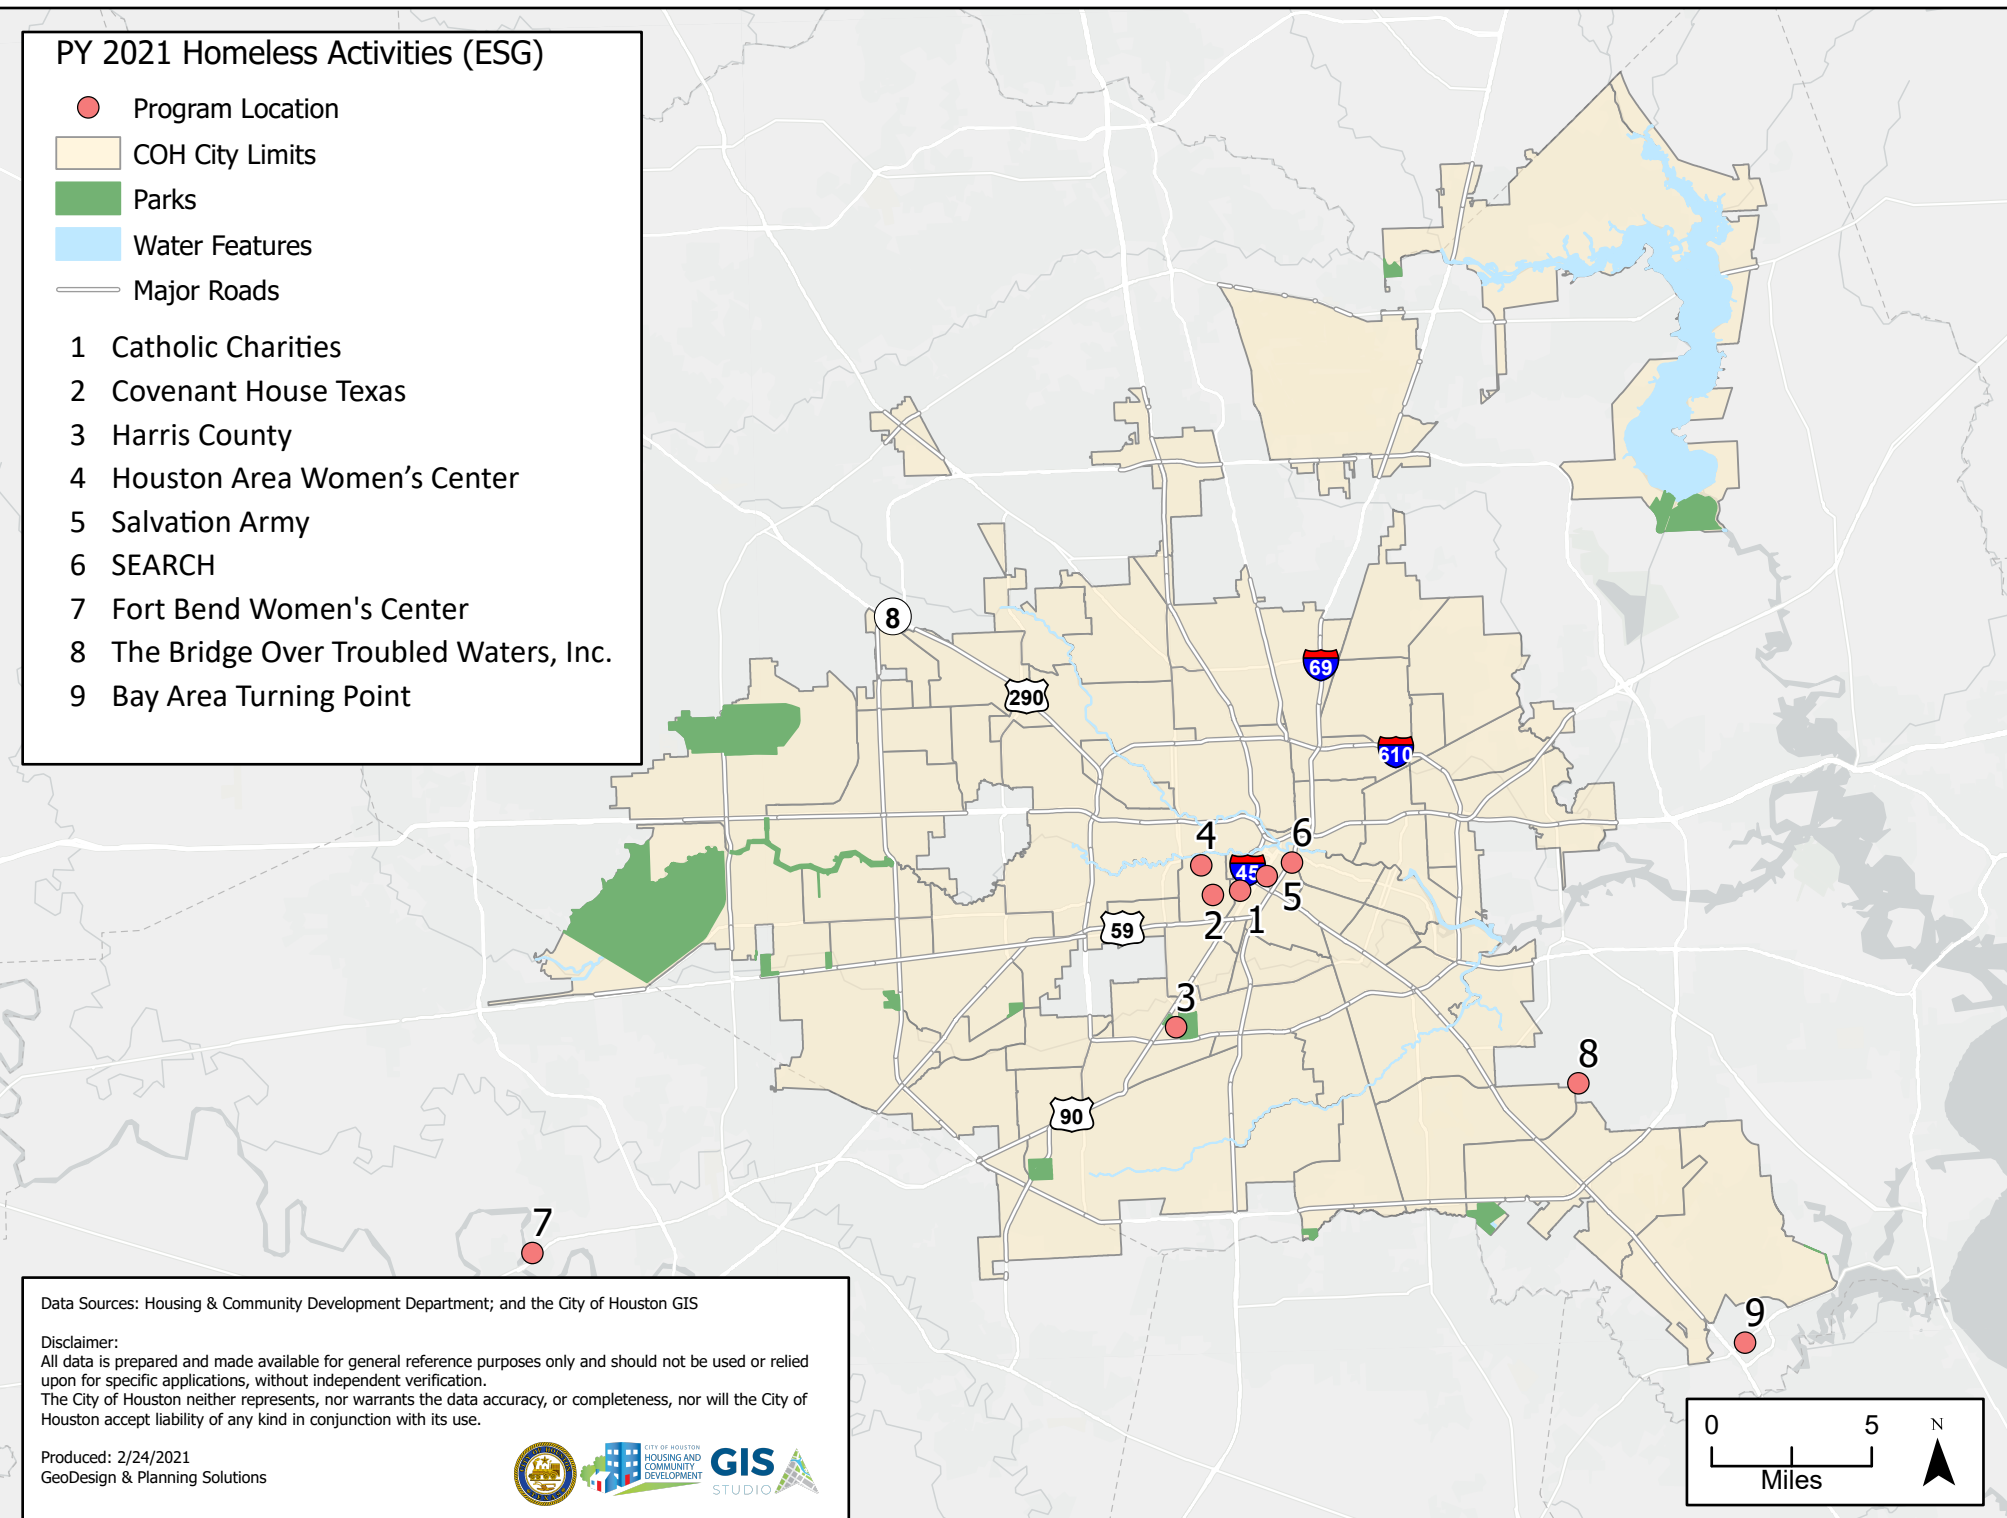 PY 2021 Homeless Activities (ESG)
Program Location
COH City Limits
Parks
Water Features
Major Roads
1 Catholic Charities
2 Covenant House Texas
3 Harris County
4 Houston Area Women’s Center
5 Salvation Army
6 SEARCH
7 Fort Bend Women's Center
8 The Bridge Over Troubled Waters, Inc.
9 Bay Area Turning Point
8
69
290
610
4
6
45
5
2
1
59
3
8
90
7
9
Data Sources: Housing & Community Development Department; and the City of Houston GIS
Disclaimer:
All data is prepared and made available for general reference purposes only and should not be used or relied
upon for specific applications, without independent verification.
The City of Houston neither represents, nor warrants the data accuracy, or completeness, nor will the City of
Houston accept liability of any kind in conjunction with its use.
Produced: 2/24/2021
GeoDesign & Planning Solutions
CITY OF HOUSTON
HOUSING AND
COMMUNITY
DEVELOPMENT
GIS
STUDIO
0 5
Miles
N